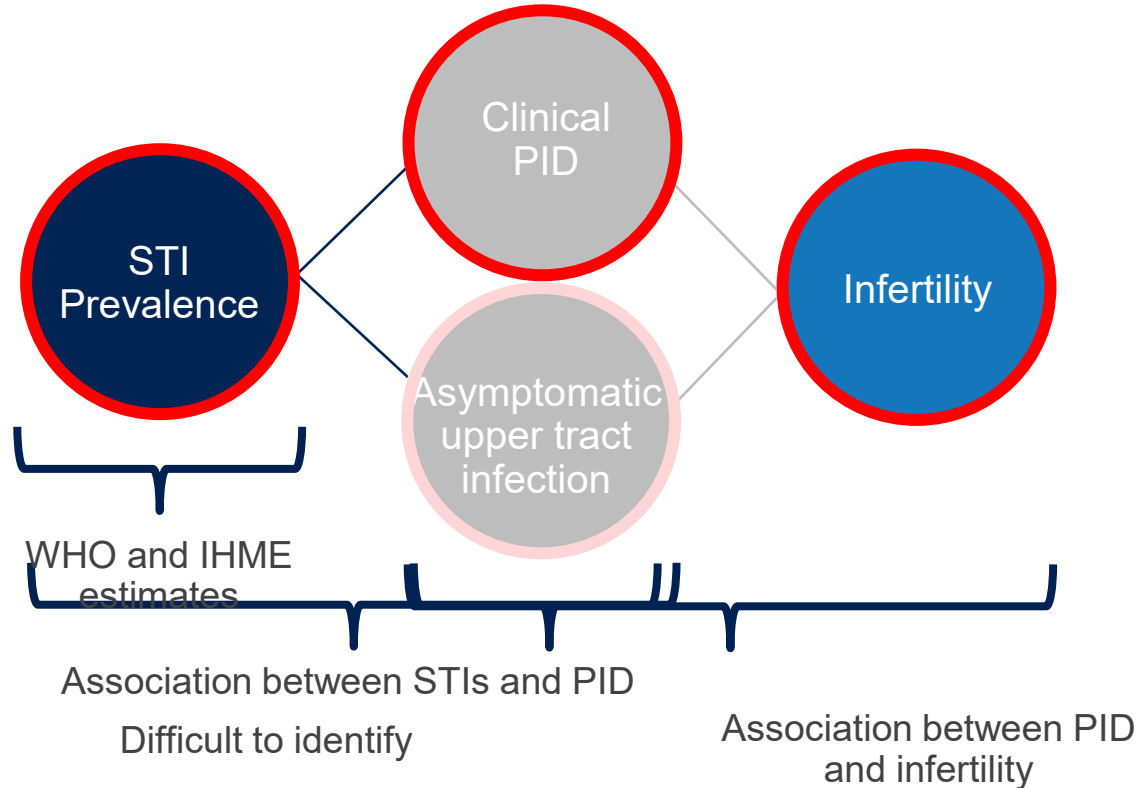 Clinical
PID
STI
Prevalence
Infertility
Asymptomatic
upper tract
infection
WHO and IHME
estimates
Association between STIs and PID
Difficult to identify
Association between PID
and infertility